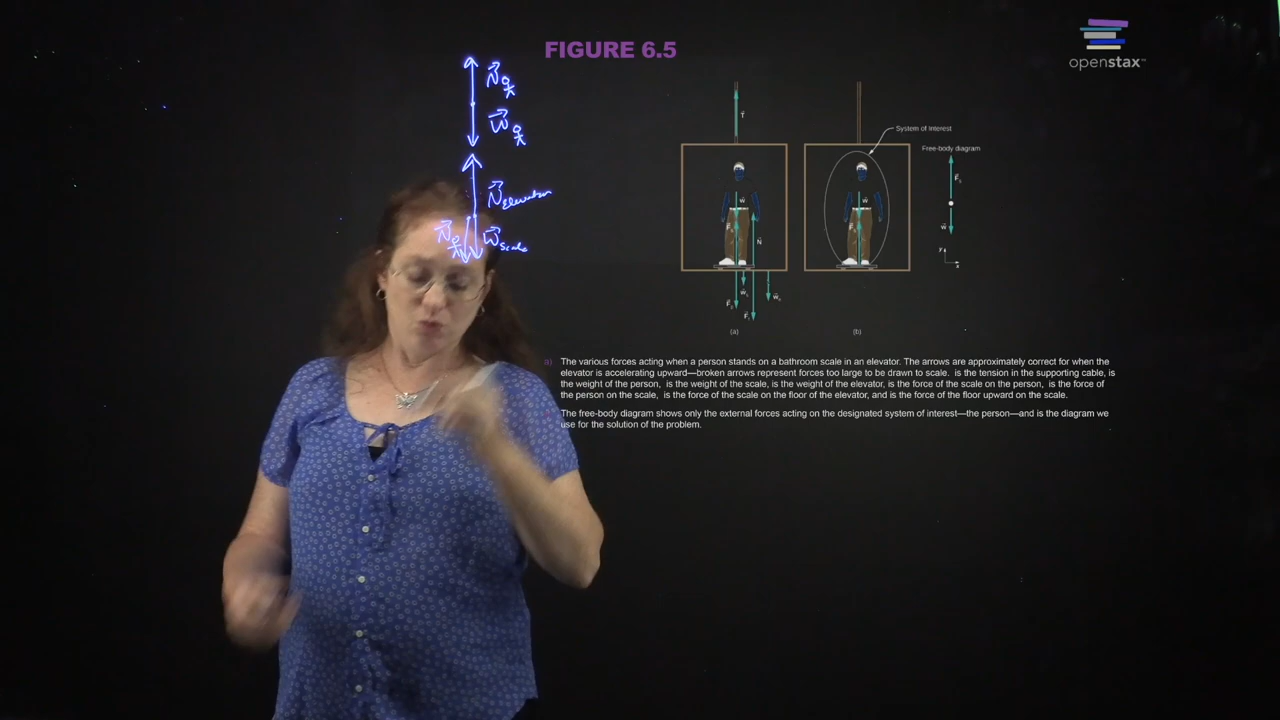 FIGURE 6.5
openstax™
N
W
N Elevator
N
W scale
System of Interest
Free-body diagram
T
w
F
N
w
F
F
w
w
F
w
y
x
(a)
(b)
a) The various forces acting when a person stands on a bathroom scale in an elevator. The arrows are approximately correct for when the
elevator is accelerating upward—broken arrows represent forces too large to be drawn to scale. is the tension in the supporting cable, is
the weight of the person, is the weight of the scale, is the weight of the elevator, is the force of the scale on the person, is the force of
the person on the scale, is the force of the scale on the floor of the elevator, and is the force of the floor upward on the scale.
The free-body diagram shows only the external forces acting on the designated system of interest—the person—and is the diagram we
use for the solution of the problem.